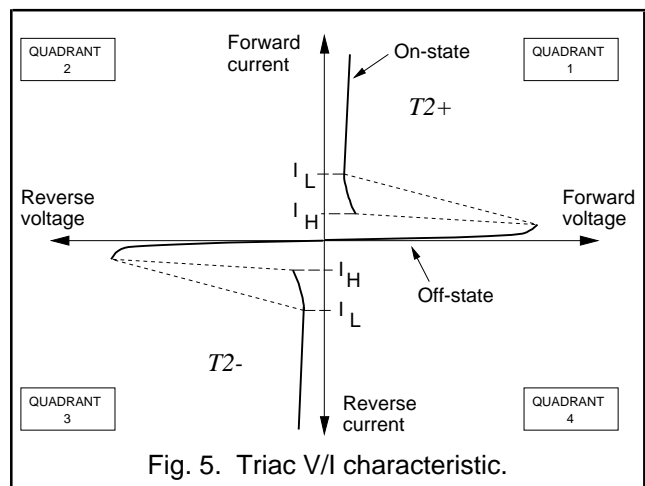 QUADRANT
2
Forward
current
On-state
QUADRANT
1
T2+
I L
Reverse
voltage
I H
Forward
voltage
I H
Off-state
I L
T2-
QUADRANT
3
Reverse
current
QUADRANT
4
Fig. 5. Triac V/I characteristic.